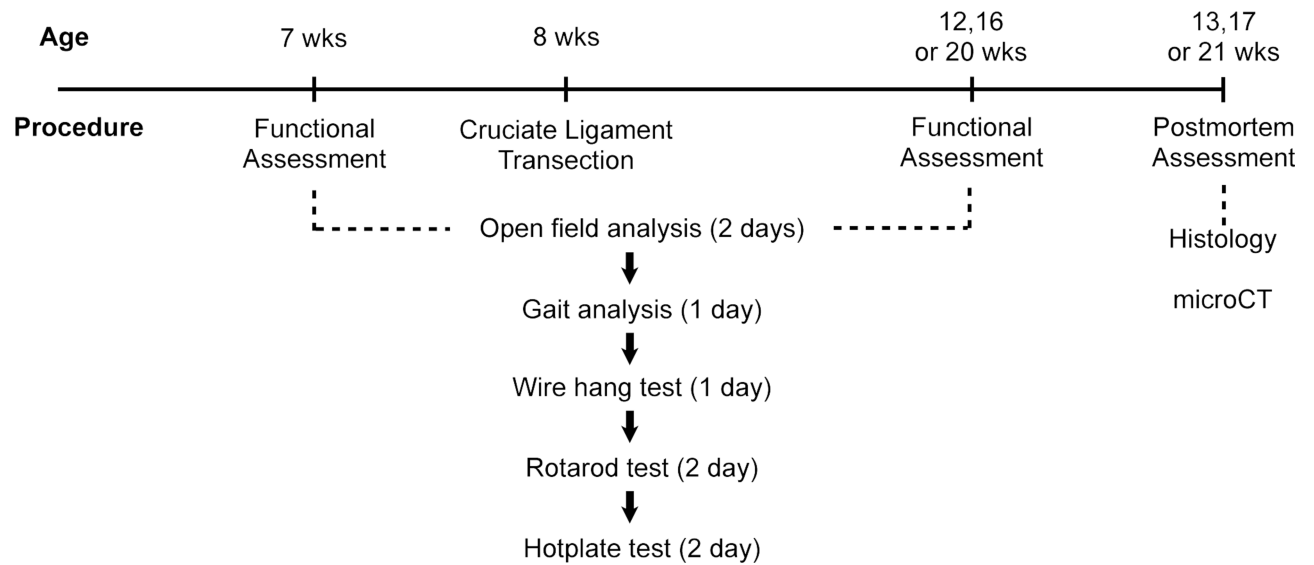 Age
7 wks
8 wks
12,16
or 20 wks
13,17
or 21 wks
Procedure
Functional
Assessment
Cruciate Ligament
Transection
Functional
Assessment
Postmortem
Assessment
Open field analysis (2 days)
Gait analysis (1 day)
Wire hang test (1 day)
Rotarod test (2 day)
Hotplate test (2 day)
Histology
microCT